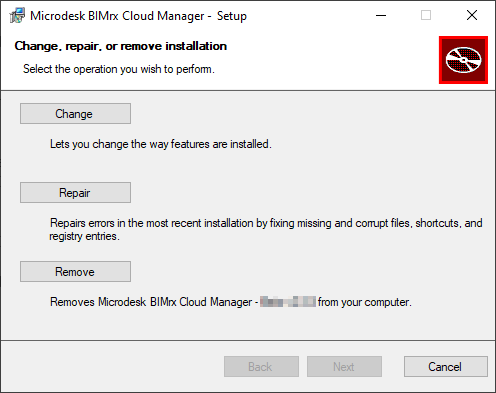 Microdesk BIMrx Cloud Manager -  Setup
Change, repair, or remove installation
Select the operation you wish to perform.
Change
Lets you change the way features are installed.
Repair
Repairs errors in the most recent installation by fixing missing and corrupt files, shortcuts, and
registry entries.
Remove
Removes Microdesk BIMrx Cloud Manager - from your computer.
Back
Next
Cancel